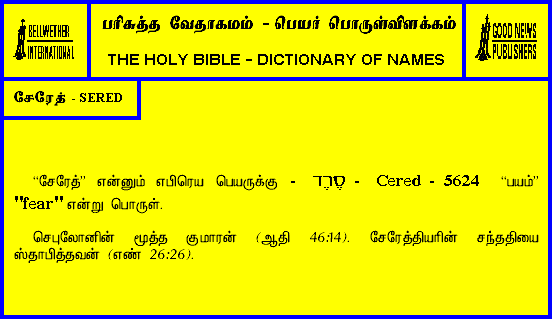 BELLWETHER
INTERNATIONAL
பரிசுத்த வேதாகமம் - பெயர் பொருள்விளக்கம்
THE HOLY BIBLE - DICTIONARY OF NAMES
GOOD NEWS
PUBLISHERS
சேரேத் - SERED
“சேரேத்” என்னும் எபிரெய பெயருக்கு - סֶרֶד - Cered - 5624 “பயம்”
"fear" என்று பொருள்.
செபுலோனின் மூத்த குமாரன் (ஆதி 46:14). சேரேத்தியரின் சந்ததியை
ஸ்தாபித்தவன் (எண் 26:26).